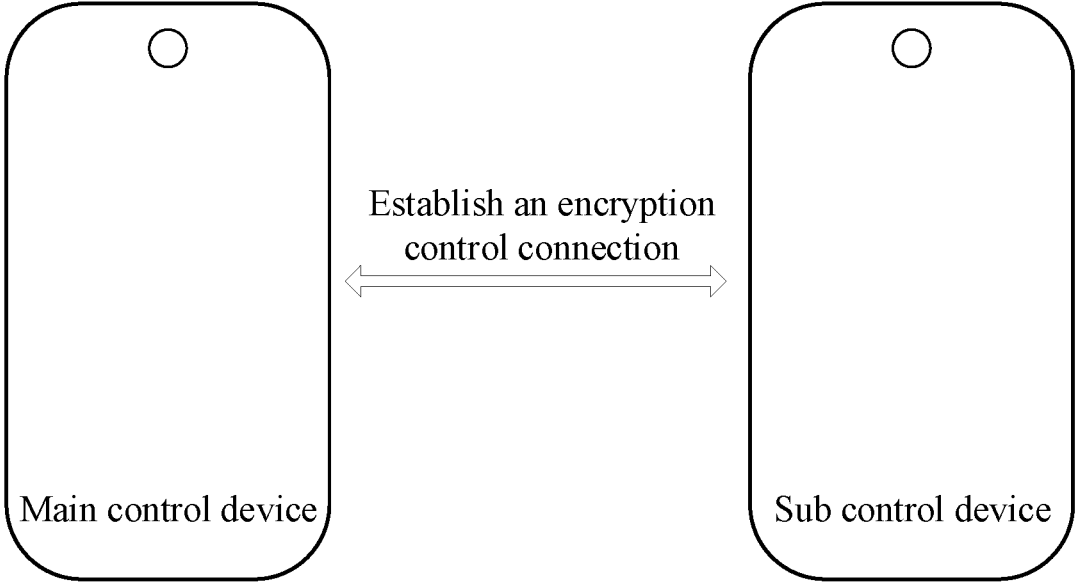 Establish an encryption
control connection
Main control device
Sub control device